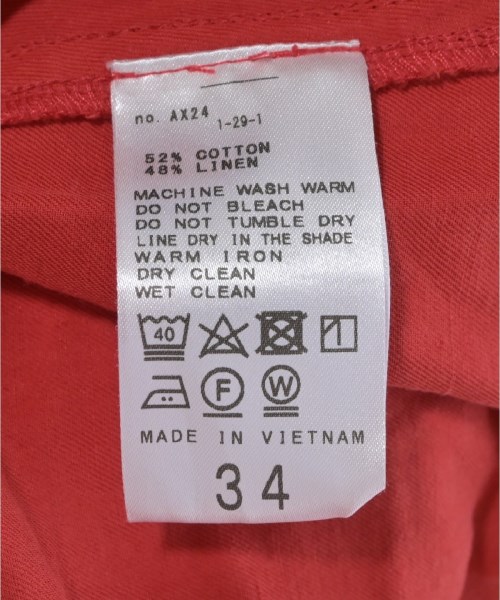 no. AX24
1-29-1
52% COTTON
48% LINEN
MACHINE WASH WARM
DO NOT BLEACH
DO NOT TUMBLE DRY
LINE DRY IN THE SHADE
WARM IRON
DRY CLEAN
WET CLEAN
40
F W
MADE IN VIETNAM
34